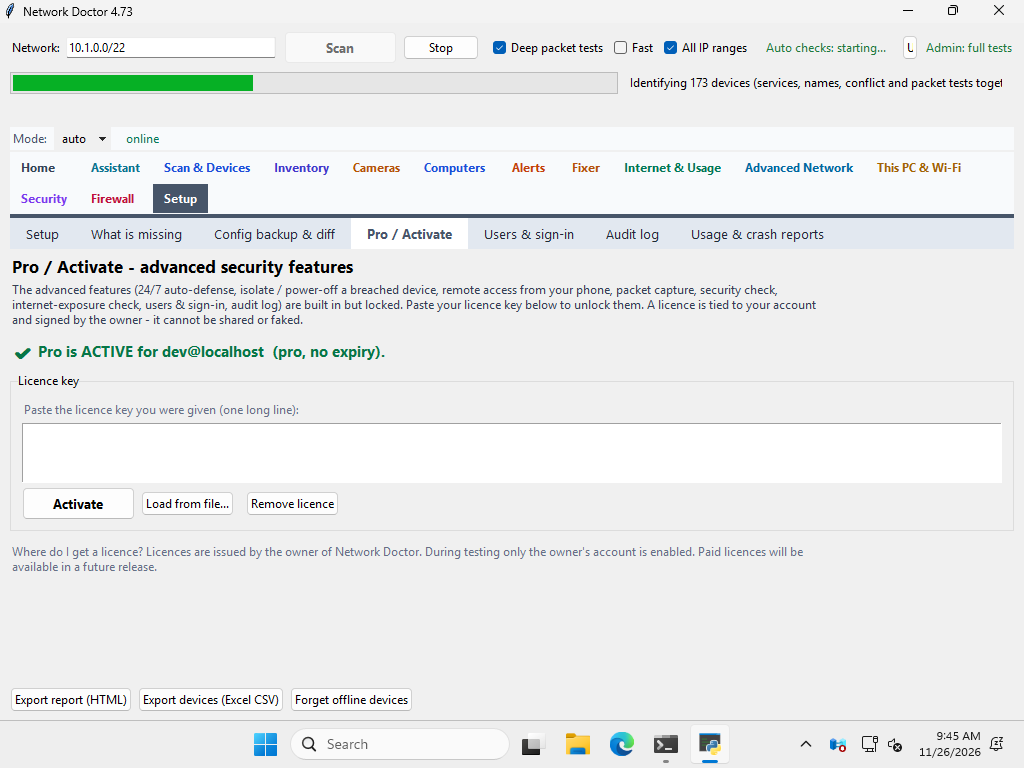 Network Doctor 4.73
Network: 10.1.0.0/22 Scan Stop Deep packet tests Fast All IP ranges Auto checks: starting... Admin: full tests
Identifying 173 devices (services, names, conflict and packet tests toget
Mode: auto online
Home Assistant Scan & Devices Inventory Cameras Computers Alerts Fixer Internet & Usage Advanced Network This PC & Wi-Fi
Security Firewall Setup
Setup What is missing Config backup & diff Pro / Activate Users & sign-in Audit log Usage & crash reports
Pro / Activate - advanced security features
The advanced features (24/7 auto-defense, isolate / power-off a breached device, remote access from your phone, packet capture, security check,
internet-exposure check, users & sign-in, audit log) are built in but locked. Paste your licence key below to unlock them. A licence is tied to your account
and signed by the owner - it cannot be shared or faked.
Pro is ACTIVE for dev@localhost (pro, no expiry).
Licence key
Paste the licence key you were given (one long line):
Activate Load from file... Remove licence
Where do I get a licence? Licences are issued by the owner of Network Doctor. During testing only the owner's account is enabled. Paid licences will be
available in a future release.
Export report (HTML) Export devices (Excel CSV) Forget offline devices
Search
9:45 AM
11/26/2026